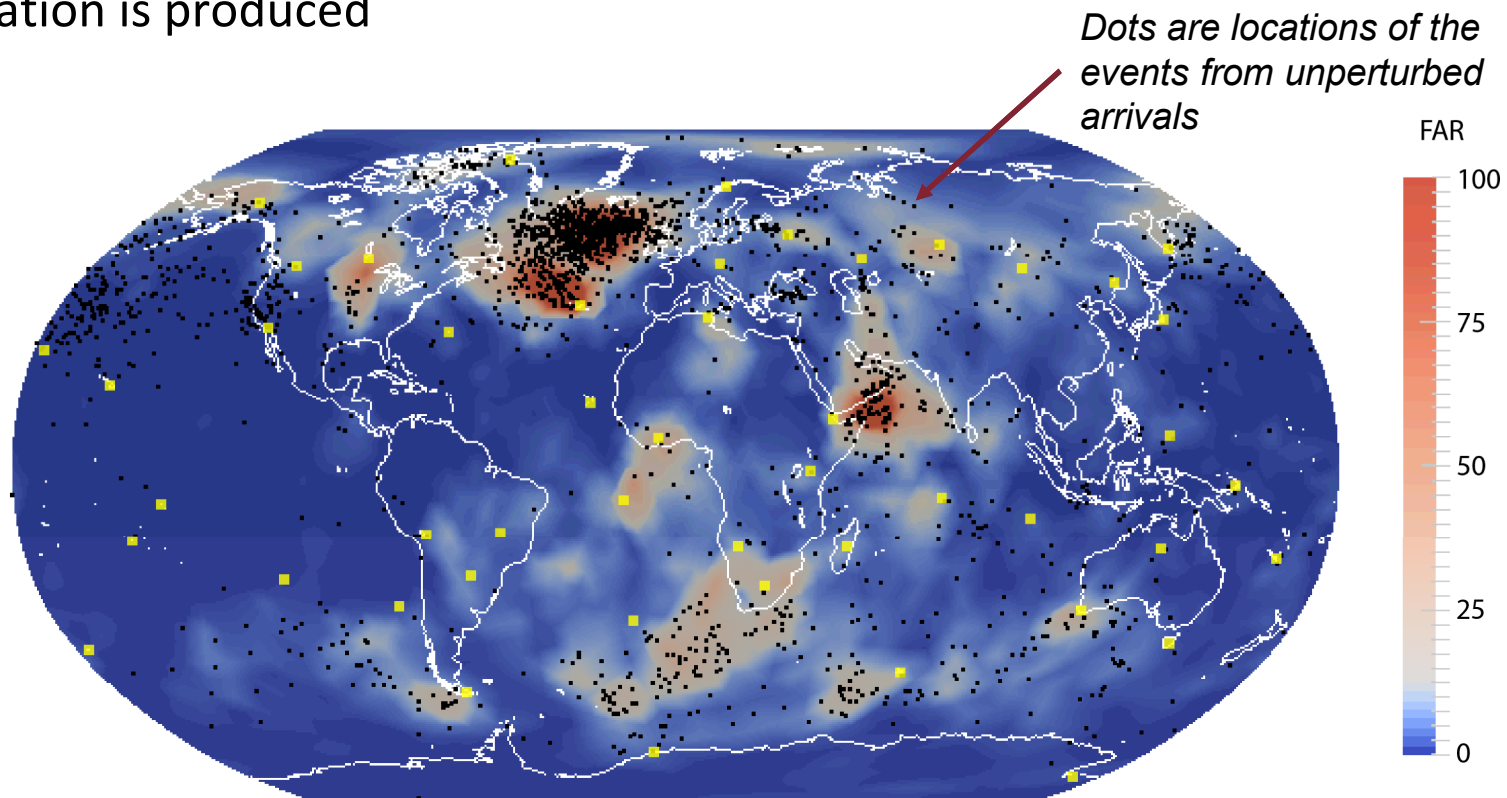 ation is produced
Dots are locations of the
events from unperturbed
arrivals
FAR
100
75
50
25
0